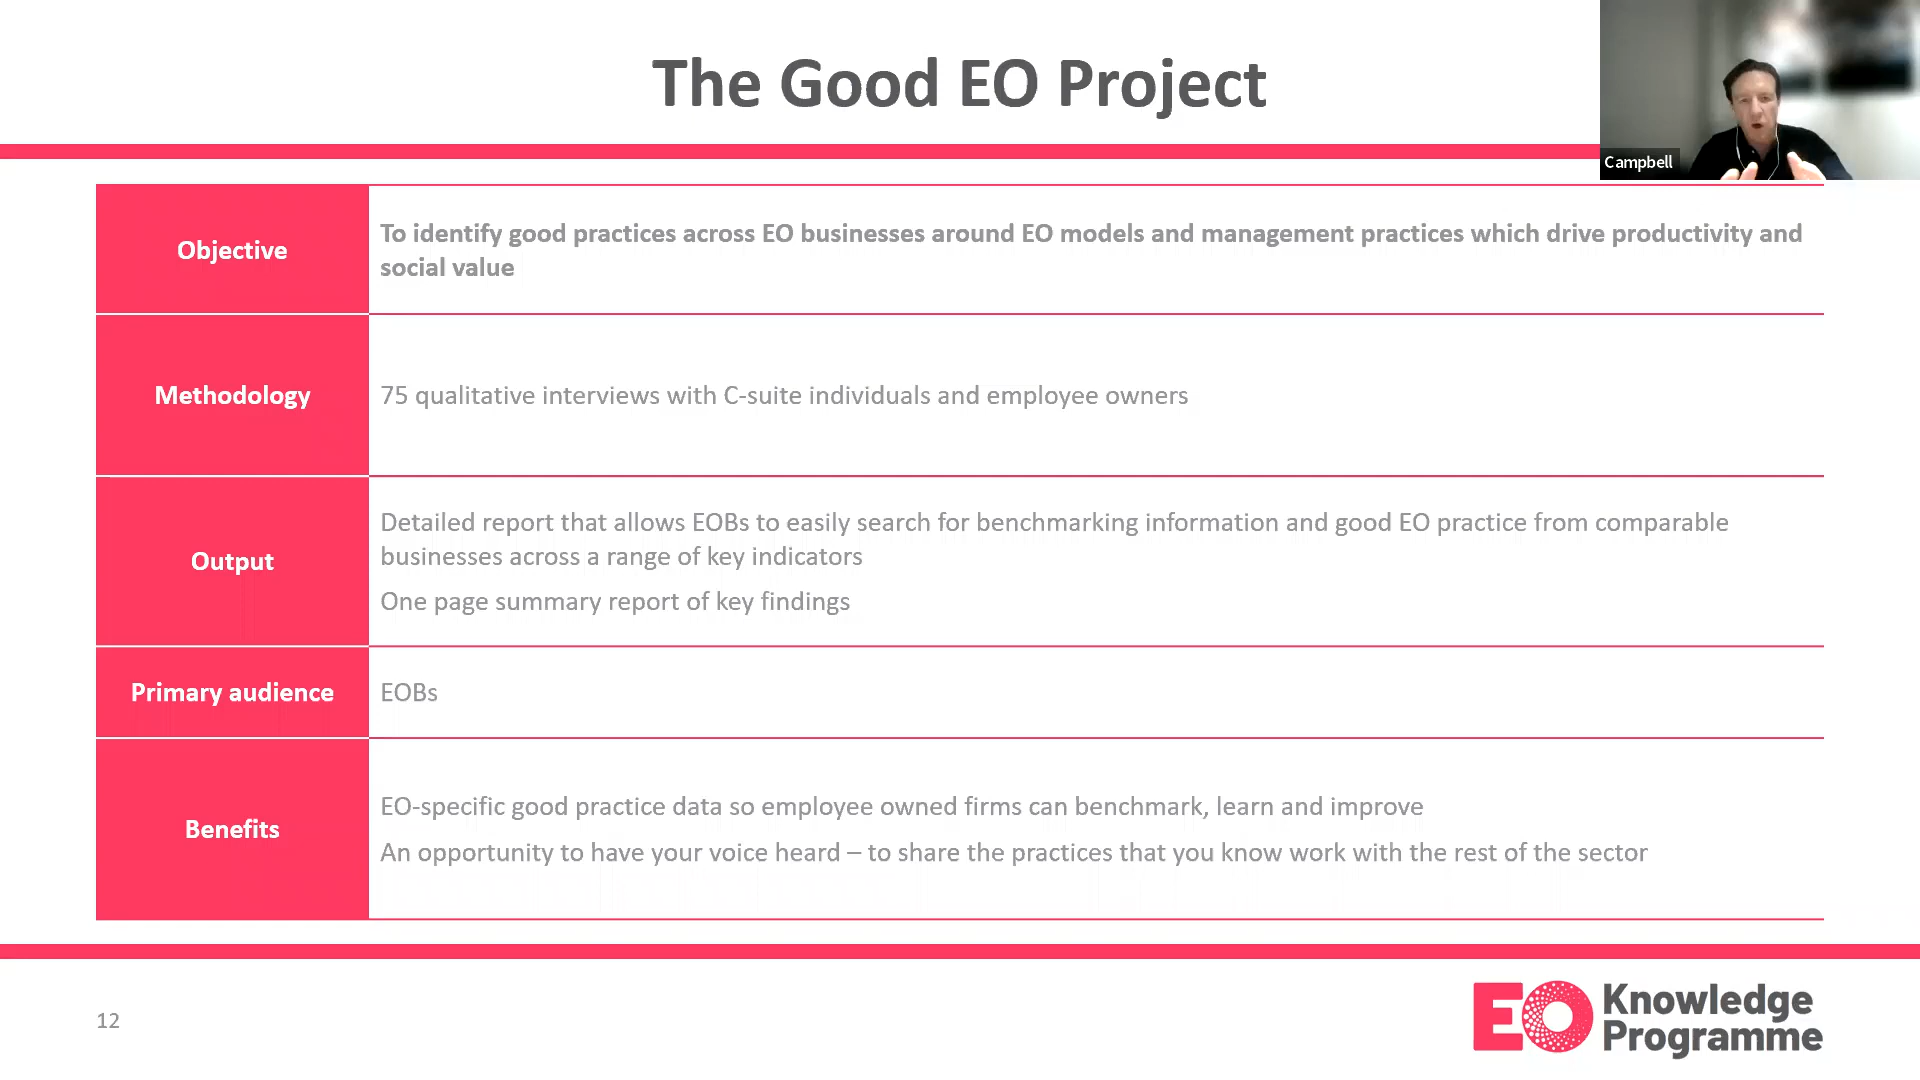 The Good EO Project
Campbell
Objective
To identify good practices across EO businesses around EO models and management practices which drive productivity and
social value
Methodology
75 qualitative interviews with C-suite individuals and employee owners
Output
Detailed report that allows EOBs to easily search for benchmarking information and good EO practice from comparable
businesses across a range of key indicators
One page summary report of key findings
Primary audience
EOBs
Benefits
EO-specific good practice data so employee owned firms can benchmark, learn and improve
An opportunity to have your voice heard – to share the practices that you know work with the rest of the sector
12
EO Knowledge
Programme